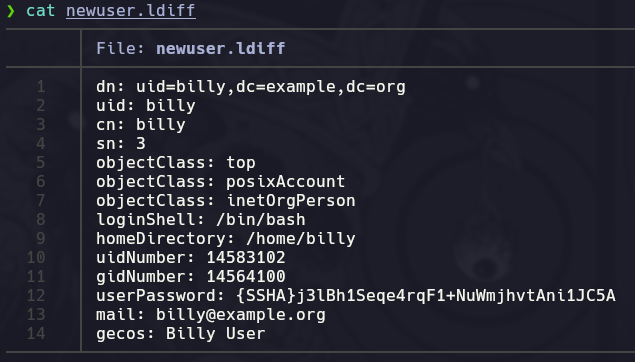 ❯ cat newuser.ldiff
File: newuser.ldiff
1 dn: uid=billy,dc=example,dc=org
2 uid: billy
3 cn: billy
4 sn: 3
5 objectClass: top
6 objectClass: posixAccount
7 objectClass: inetOrgPerson
8 loginShell: /bin/bash
9 homeDirectory: /home/billy
10 uidNumber: 14583102
11 gidNumber: 14564100
12 userPassword: {SSHA}j3lBh1Seqe4rqF1+NuWmjhvtAni1JC5A
13 mail: billy@example.org
14 gecos: Billy User